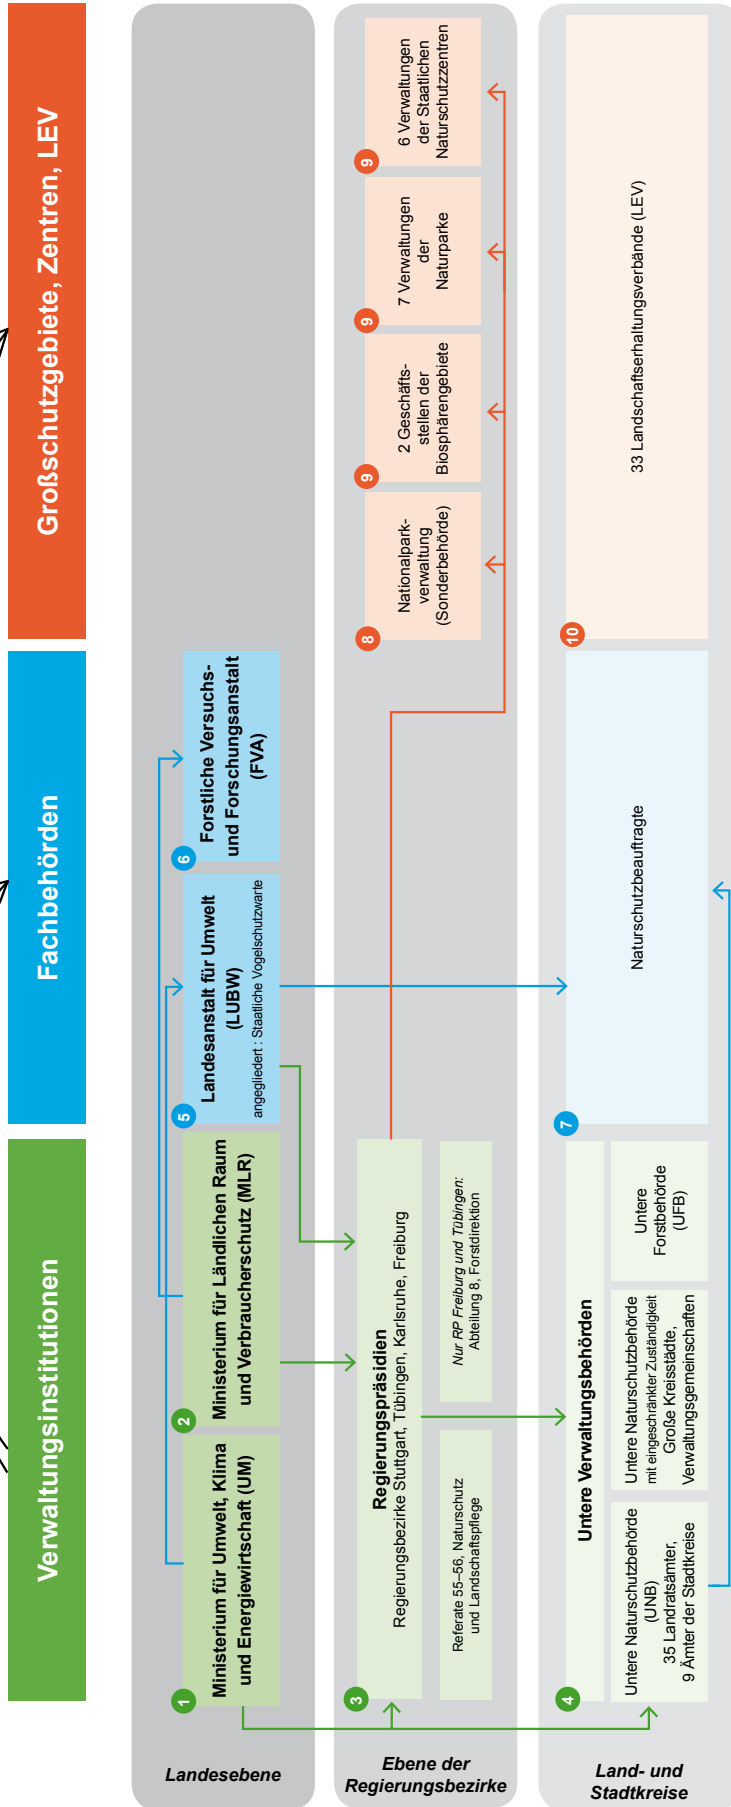 Verwaltungsinstitutionen
Fachbehörden
Großschutzgebiete, Zentren, LEV
Landesebene
1
Ministerium für Umwelt, Klima
und Energiewirtschaft (UM)
2
Ministerium für Ländlichen Raum
und Verbraucherschutz (MLR)
5
Landesanstalt für Umwelt
(LUBW)
angegliedert : Staatliche Vogelschutzwarte
6
Forstliche Versuchs-
und Forschungsanstalt
(FVA)
Ebene der
Regierungsbezirke
3
Regierungspräsidien
Regierungsbezirke Stuttgart, Tübingen, Karlsruhe, Freiburg
Referate 55–56, Naturschutz
und Landschaftspflege
Nur RP Freiburg und Tübingen:
Abteilung 8, Forstdirektion
8
Nationalpark-
verwaltung
(Sonderbehörde)
9
2 Geschäfts-
stellen der
Biosphärengebiete
9
7 Verwaltungen
der
Naturparke
9
6 Verwaltungen
der Staatlichen
Naturschutzzentren
Land- und
Stadtkreise
4
Untere Verwaltungsbehörden
Untere Naturschutzbehörde
(UNB)
35 Landratsämter,
9 Ämter der Stadtkreise
Untere Naturschutzbehörde
mit eingeschränkter Zuständigkeit
Große Kreisstädte,
Verwaltungsgemeinschaften
Untere
Forstbehörde
(UFB)
7
Naturschutzbeauftragte
10
33 Landschaftserhaltungsverbände (LEV)